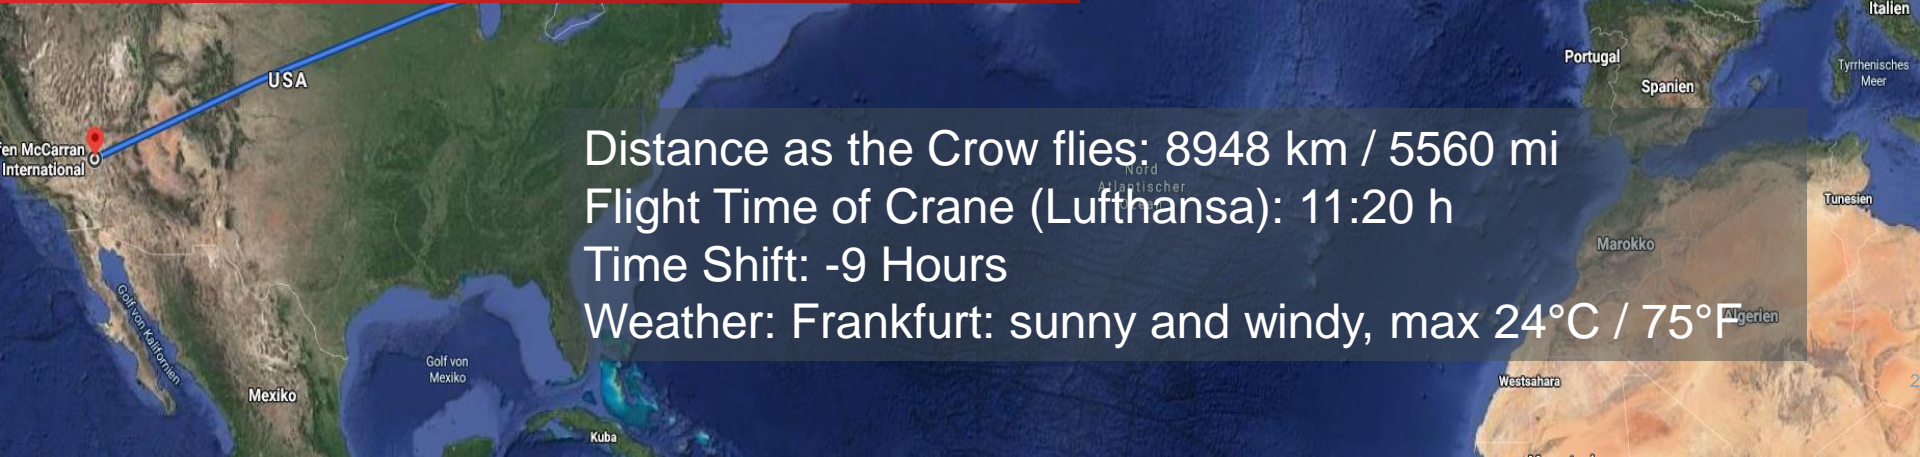 Italien
Portugal
Tyrrhenisches
Meer
USA
Spanien
Distance as the Crow flies: 8948 km / 5560 mi
fen McCarran
International
Nord
Atlantischer
Flight Time of Crane (Lufthansa): 11:20 h
Tunesien
Marokko
Time Shift: -9 Hours
Golf von Kalifornien
Weather: Frankfurt: sunny and windy, max 24°C / 75°F
Algerien
Golf von
Mexiko
Westsahara
2
Mexiko
Kuba